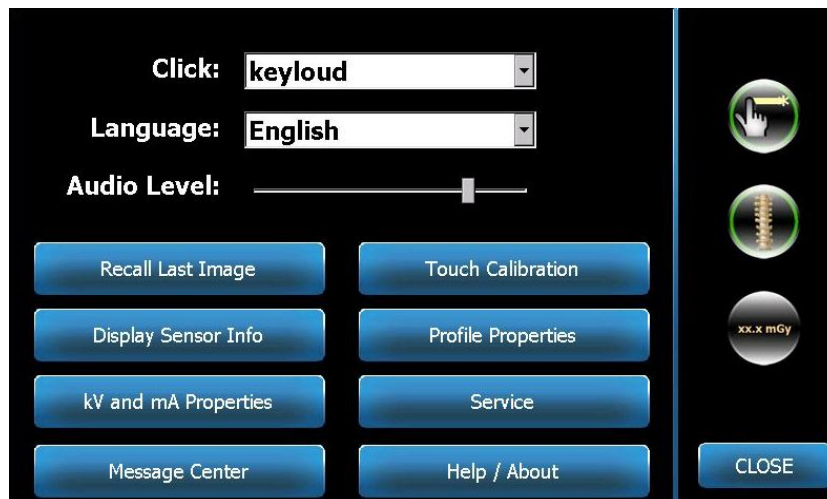 Click: keyloud
Language: English
Audio Level:
Recall Last Image
Touch Calibration
Display Sensor Info
Profile Properties
xx.x mGy
kV and mA Properties
Service
Message Center
Help / About
CLOSE